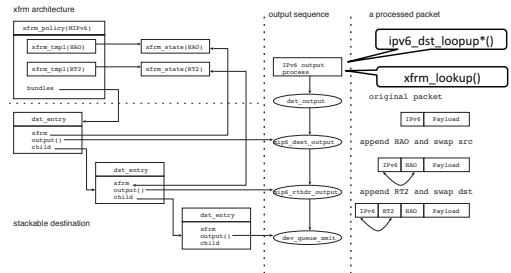 xfrm architecture
output sequence
a processed packet
xfrm_policy(MIPv6)
xfrm_tmpl(HAO)
xfrm_state(HAO)
xfrm_tmpl(RT2)
xfrm_state(RT2)
bundles
IPv6 output
process
ipv6_dst_loopup*()
xfrm_lookup()
original packet
dst_output
IPv6
Payload
dst_entry
xfrm
output()
child
mip6_dest_output
append HAO and swap src
IPv6
HAO
Payload
dst_entry
xfrm
output()
child
mip6_rthdr_output
append RT2 and swap dst
IPv6
RT2
HAO
Payload
stackable destination
dst_entry
xfrm
output()
child
dev_queue_xmit